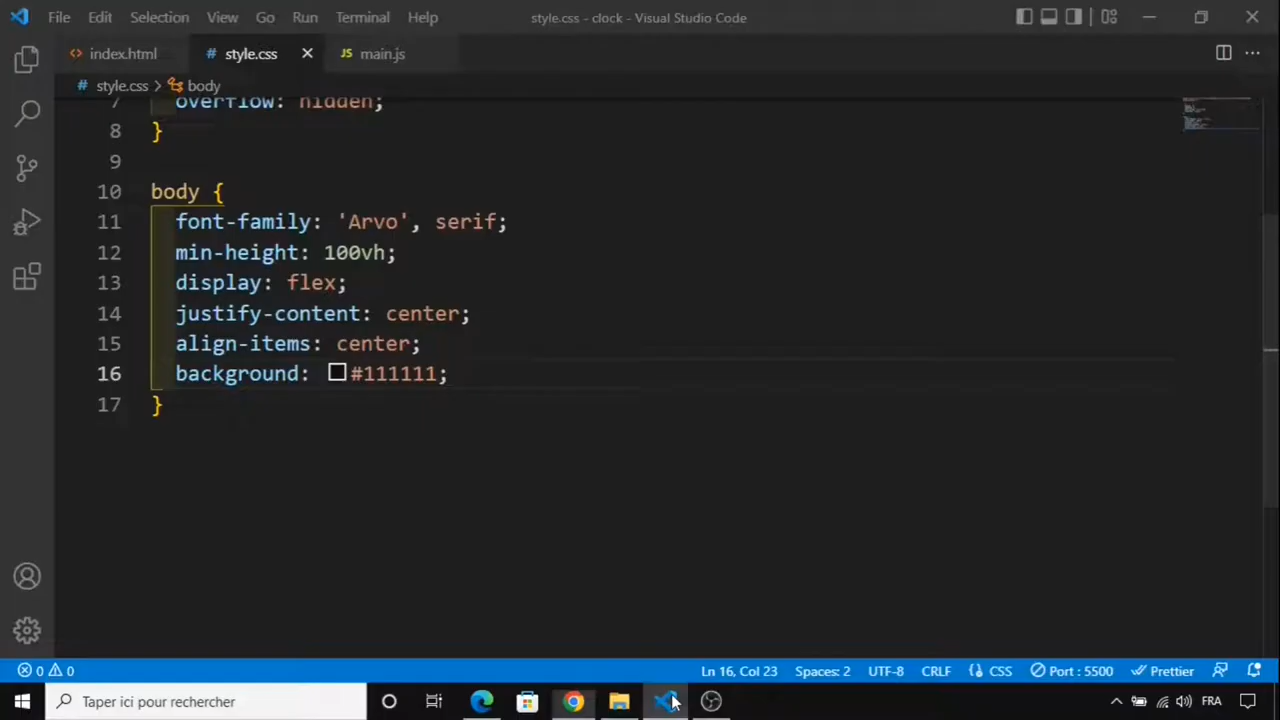 File Edit Selection View Go Run Terminal Help style.css - clock - Visual Studio Code
index.html # style.css JS main.js
# style.css > body
7 overflow: hidden;
8 }
9
10 body {
11 font-family: 'Arvo', serif;
12 min-height: 100vh;
13 display: flex;
14 justify-content: center;
15 align-items: center;
16 background: #111111;
17 }
0 0 Ln 16, Col 23 Spaces: 2 UTF-8 CRLF CSS Port : 5500 Prettier
Taper ici pour rechercher FRA